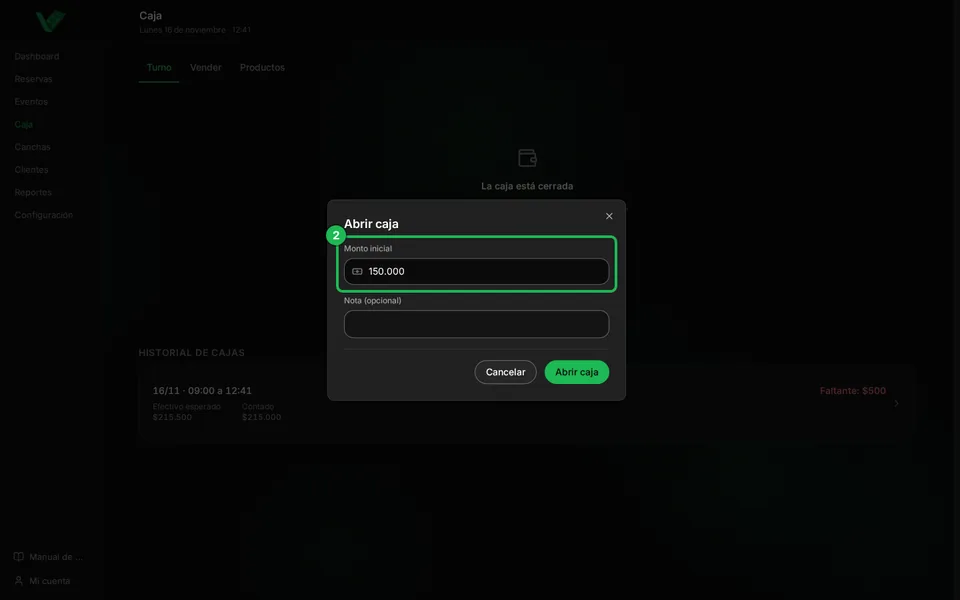 Caja
Lunes 16 de noviembre · 12:41
Dashboard
Reservas
Eventos
Caja
Canchas
Clientes
Reportes
Configuración
Turno
Vender
Productos
La caja está cerrada
Abrir caja
2
Monto inicial
150.000
Nota (opcional)
Cancelar
Abrir caja
HISTORIAL DE CAJAS
16/11 · 09:00 a 12:41
Faltante: $500
Efectivo esperado
Contado
$215.500
$215.000
Manual de ...
Mi cuenta